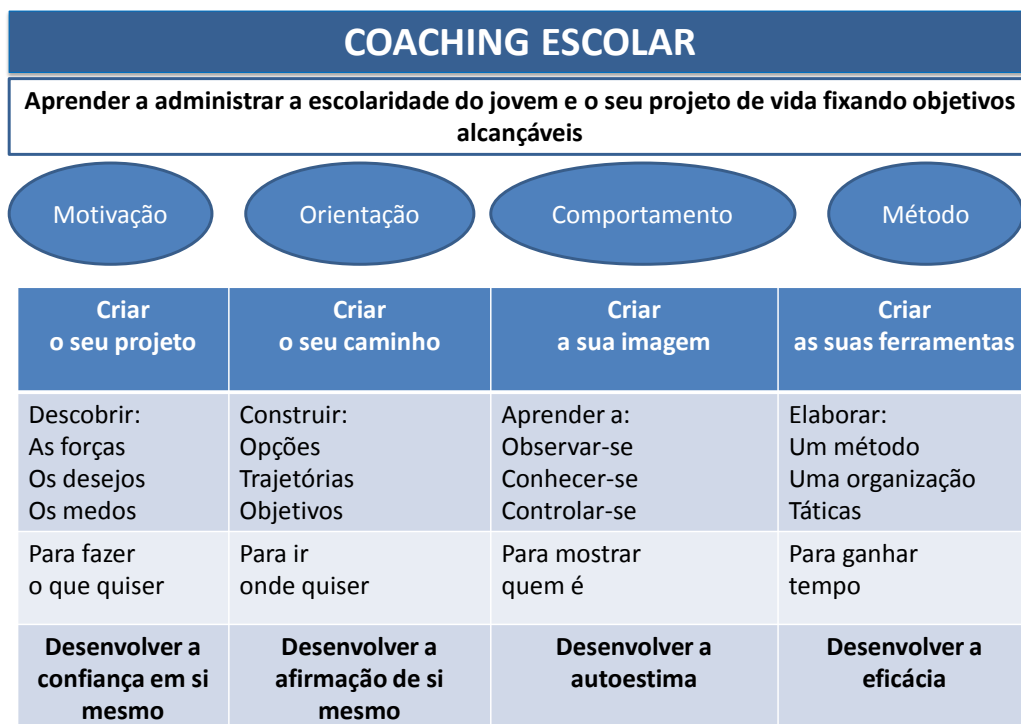 COACHING ESCOLAR
Aprender a administrar a escolaridade do jovem e o seu projeto de vida fixando objetivos
alcançáveis
Motivação
Orientação
Comportamento
Método
Criar
o seu projeto
Criar
o seu caminho
Criar
a sua imagem
Criar
as suas ferramentas
Descobrir:
As forças
Os desejos
Os medos
Construir:
Opções
Trajetórias
Objetivos
Aprender a:
Observar-se
Conhecer-se
Controlar-se
Elaborar:
Um método
Uma organização
Táticas
Para fazer
o que quiser
Para ir
onde quiser
Para mostrar
quem é
Para ganhar
tempo
Desenvolver a
confiança em si
mesmo
Desenvolver a
afirmação de si
mesmo
Desenvolver a
autoestima
Desenvolver a
eficácia